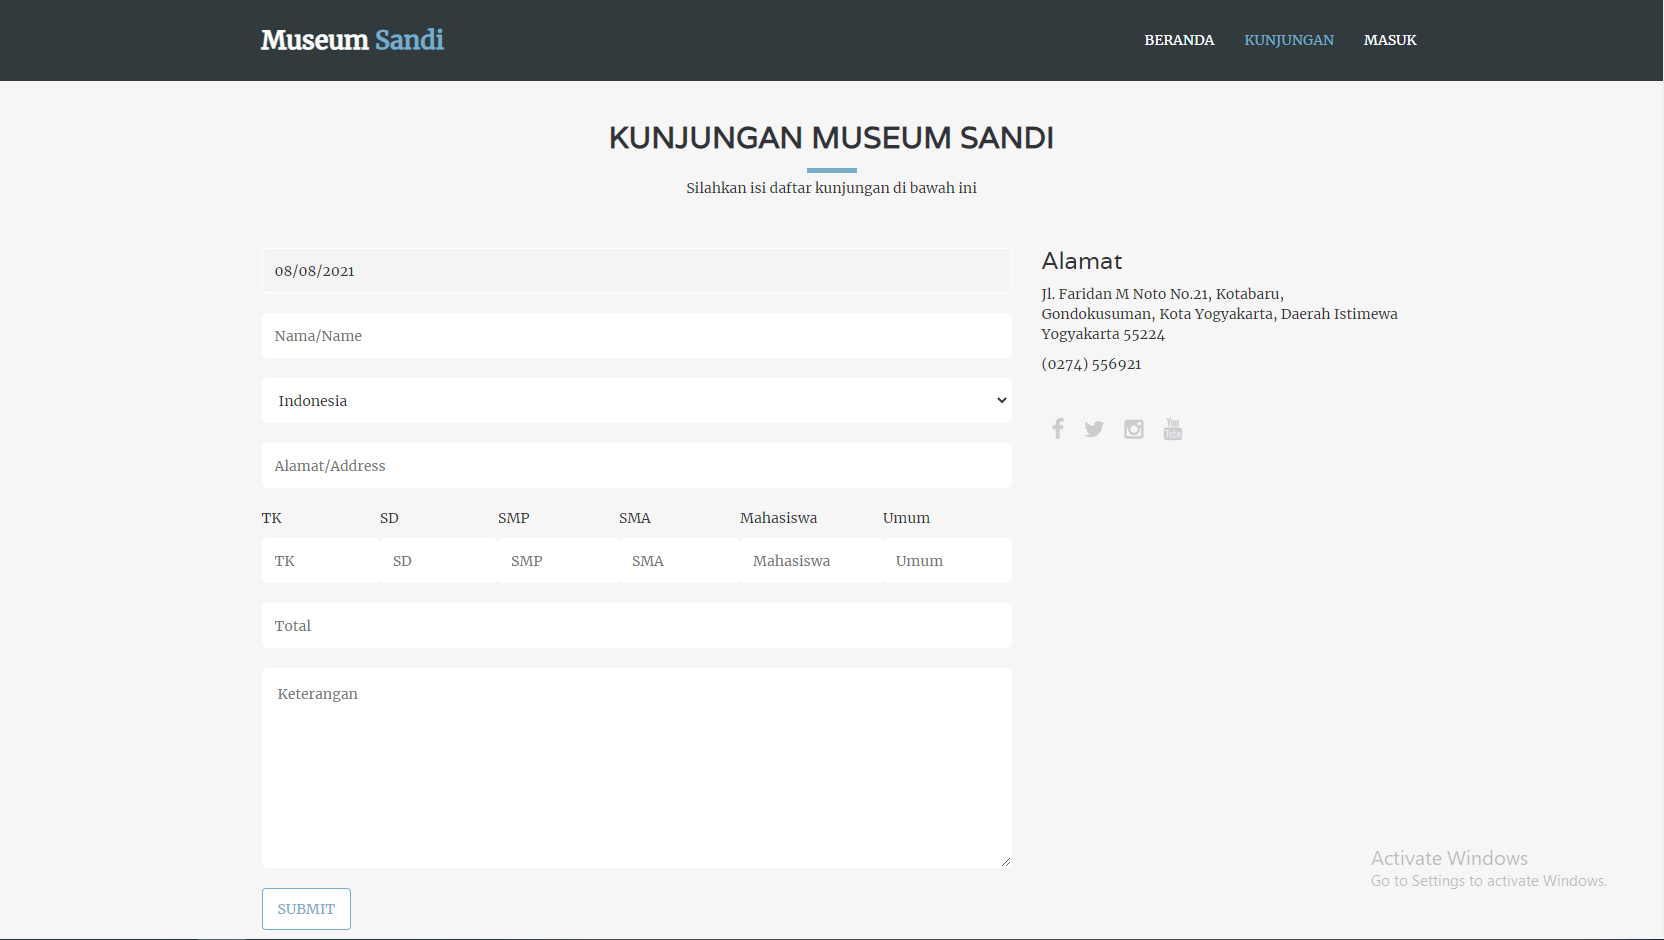 Museum Sandi
BERANDA KUNJUNGAN MASUK
KUNJUNGAN MUSEUM SANDI
Silahkan isi daftar kunjungan di bawah ini
08/08/2021
Nama/Name
Indonesia
Alamat/Address
TK SD SMP SMA Mahasiswa Umum
TK SD SMP SMA Mahasiswa Umum
Total
Keterangan
SUBMIT
Alamat
Jl. Faridan M Noto No.21, Kotabaru,
Gondokusuman, Kota Yogyakarta, Daerah Istimewa
Yogyakarta 55224
(0274) 556921
You
Tube
Activate Windows
Go to Settings to activate Windows.